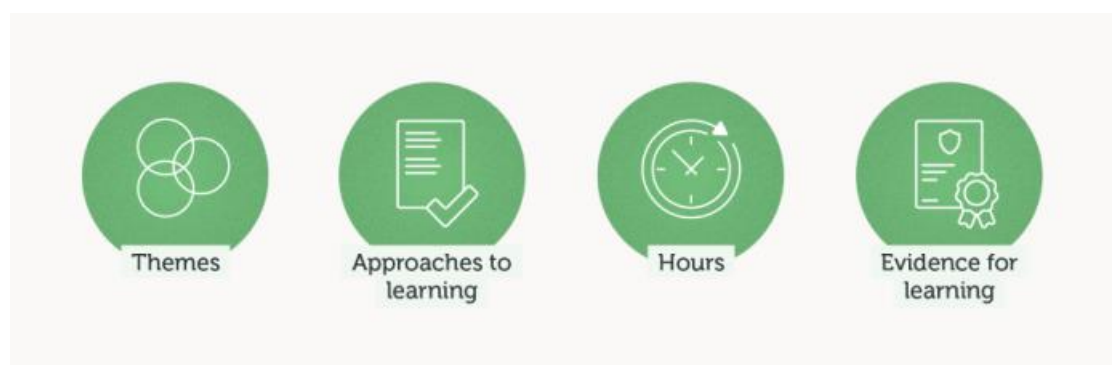 Themes
Approaches to
learning
Hours
Evidence for
learning